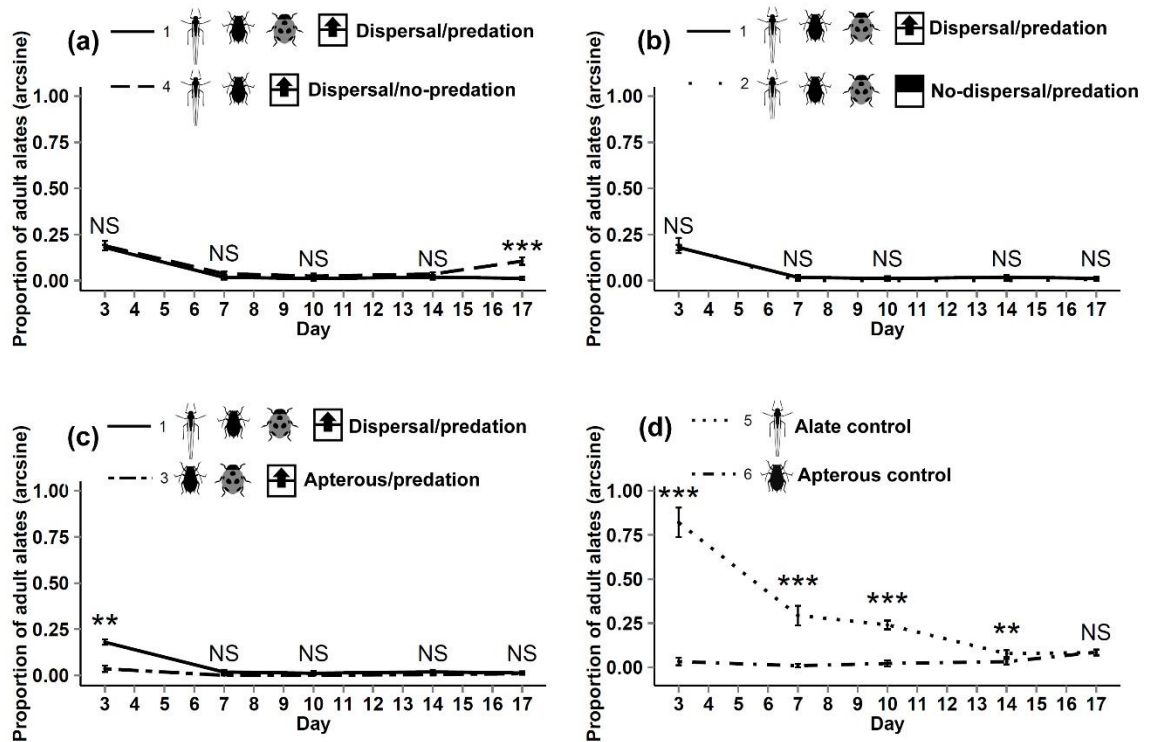 (a)
1 Dispersal/predation
4 Dispersal/no-predation
Proportion of adult alates (arcsine)
1.00
0.75
0.50
0.25
0.00
NS NS NS NS ***
3 4 5 6 7 8 9 10 11 12 13 14 15 16 17
Day
(b)
1 Dispersal/predation
2 No-dispersal/predation
Proportion of adult alates (arcsine)
1.00
0.75
0.50
0.25
0.00
NS NS NS NS NS
3 4 5 6 7 8 9 10 11 12 13 14 15 16 17
Day
(c)
1 Dispersal/predation
3 Apterous/predation
Proportion of adult alates (arcsine)
1.00
0.75
0.50
0.25
0.00
** NS NS NS NS
3 4 5 6 7 8 9 10 11 12 13 14 15 16 17
Day
(d)
5 Alate control
6 Apterous control
Proportion of adult alates (arcsine)
1.00
0.75
0.50
0.25
0.00
*** *** *** ** NS
3 4 5 6 7 8 9 10 11 12 13 14 15 16 17
Day